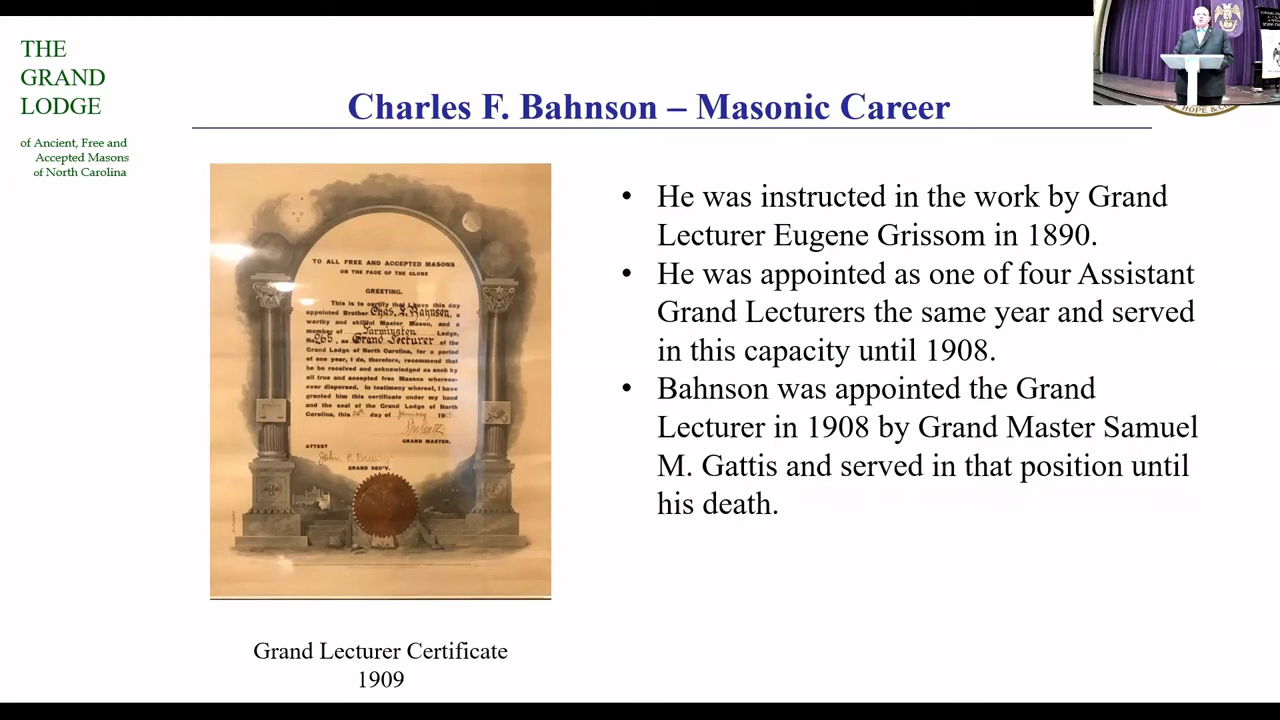 THE
GRAND
LODGE
of Ancient, Free and
Accepted Masons
of North Carolina
Charles F. Bahnson – Masonic Career
HOPE &
TO ALL FREE AND ACCEPTED MASONS
ON THE FACE OF THE GLOBE
GREETING.
This is to certify that I have this day
appointed Brother Chas. F. Bahnson, a
worthy and skilful Master Mason, and a
member of Farmington Lodge,
No. 265, as Grand Lecturer of the
Grand Lodge of North Carolina, for a period
of one year, I do, therefore, recommend that
he be received and acknowledged as such by
all true and accepted free Masons whereso-
ever dispersed. In testimony whereof, I have
granted him this certificate under my hand
and the seal of the Grand Lodge of North
Carolina, this day of January 190
GRAND MASTER.
ATTEST
John C. Drewry
GRAND SEC'Y.
Grand Lecturer Certificate
1909
• He was instructed in the work by Grand
Lecturer Eugene Grissom in 1890.
• He was appointed as one of four Assistant
Grand Lecturers the same year and served
in this capacity until 1908.
• Bahnson was appointed the Grand
Lecturer in 1908 by Grand Master Samuel
M. Gattis and served in that position until
his death.